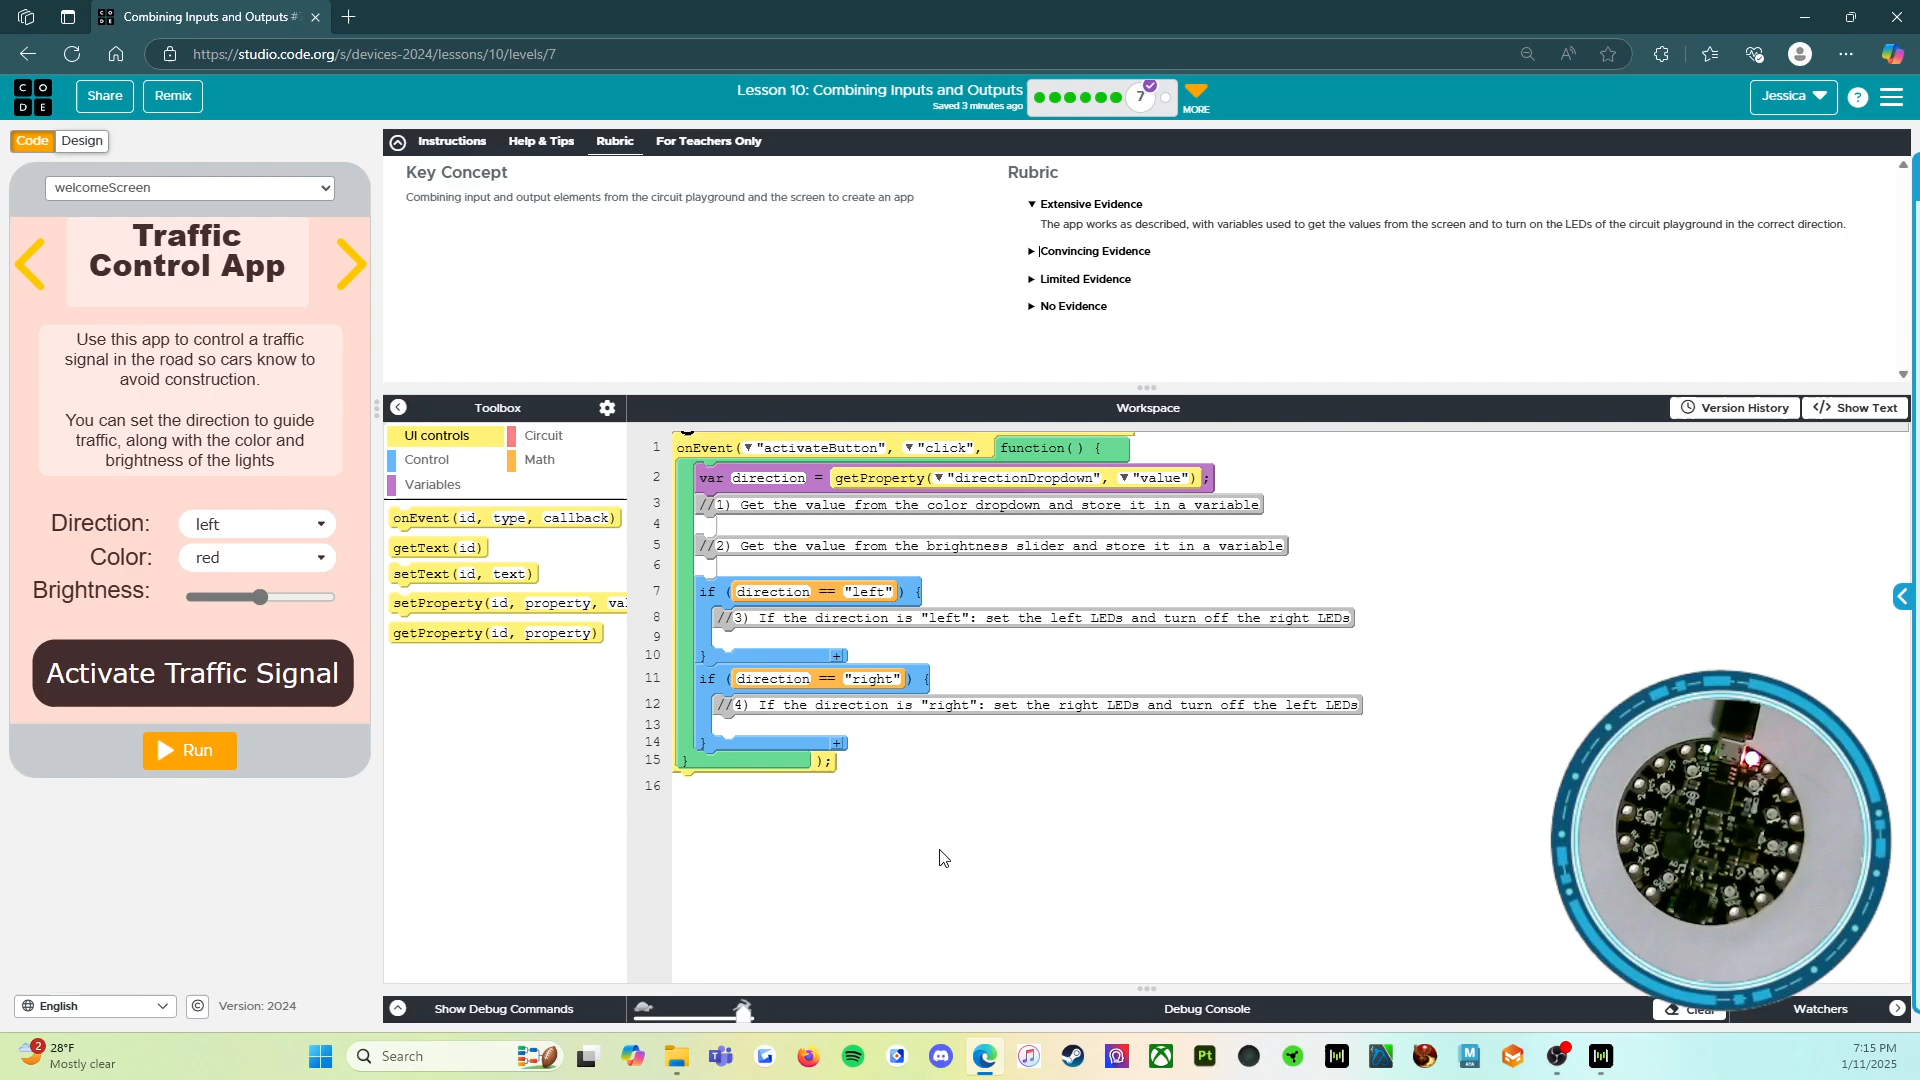 Combining Inputs and Outputs #
https://studio.code.org/s/devices-2024/lessons/10/levels/7
CODE
Share
Remix
Lesson 10: Combining Inputs and Outputs
Saved 3 minutes ago
7
MORE
Jessica
?
Code
Design
Instructions
Help & Tips
Rubric
For Teachers Only
welcomeScreen
Key Concept
Combining input and output elements from the circuit playground and the screen to create an app
Rubric
Extensive Evidence
The app works as described, with variables used to get the values from the screen and to turn on the LEDs of the circuit playground in the correct direction.
Convincing Evidence
Limited Evidence
No Evidence
Traffic
Control App
Use this app to control a traffic
signal in the road so cars know to
avoid construction.
You can set the direction to guide
traffic, along with the color and
brightness of the lights
Direction:
left
Color:
red
Brightness:
Activate Traffic Signal
Run
Toolbox
Workspace
Version History
Show Text
UI controls
Circuit
Control
Math
Variables
onEvent(id, type, callback)
getText(id)
setText(id, text)
setProperty(id, property, val
getProperty(id, property)
1 onEvent("activateButton", "click", function() {
2 var direction = getProperty("directionDropdown", "value");
3 //1) Get the value from the color dropdown and store it in a variable
4
5 //2) Get the value from the brightness slider and store it in a variable
6
7 if (direction == "left") {
8 //3) If the direction is "left": set the left LEDs and turn off the right LEDs
9
10 }
11 if (direction == "right") {
12 //4) If the direction is "right": set the right LEDs and turn off the left LEDs
13
14 }
15 });
16
English
Version: 2024
Show Debug Commands
Debug Console
Clear
Watchers
2
28°F
Mostly clear
Search
Pt
7:15 PM
1/11/2025